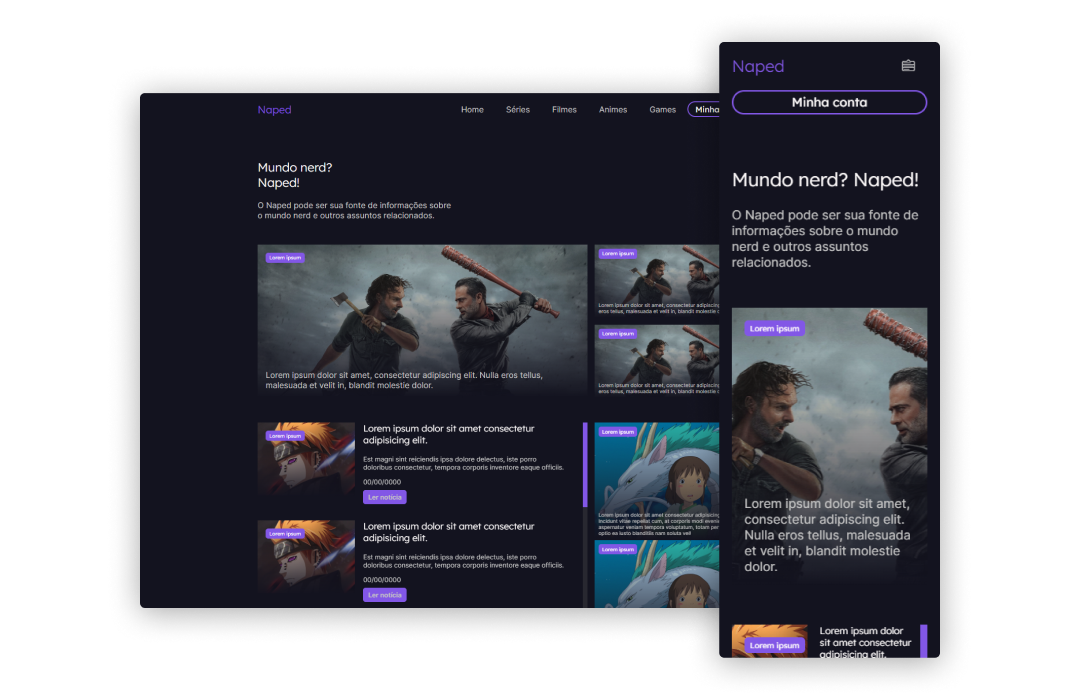 Naped
Home
Séries
Filmes
Animes
Games
Minha
Mundo nerd?
Naped!
O Naped pode ser sua fonte de informações sobre
o mundo nerd e outros assuntos relacionados.
Lorem ipsum
Lorem ipsum dolor sit amet, consectetur adipiscing elit. Nulla eros tellus,
malesuada et velit in, blandit molestie dolor.
Lorem ipsum
Lorem ipsum dolor sit amet, consectetur adipiscing
eros tellus, malesuada et velit in, blandit molestie
Lorem ipsum
Lorem ipsum dolor sit amet, consectetur adipiscing
eros tellus, malesuada et velit in, blandit molestie
Lorem ipsum
Lorem ipsum dolor sit amet consectetur
adipisicing elit.
Est magni sint reiciendis ipsa dolore delectus, iste porro
doloribus consectetur, tempora corporis inventore eaque officiis.
00/00/0000
Ler notícia
Lorem ipsum
Lorem ipsum dolor sit amet consectetur
adipisicing elit.
Est magni sint reiciendis ipsa dolore delectus, iste porro
doloribus consectetur, tempora corporis inventore eaque officiis.
00/00/0000
Ler notícia
Lorem ipsum
Lorem ipsum dolor sit amet consectetur adipisicing
Incidunt vitae repellat cum, at corporis modi
aspernatur veniam tempora voluptatum, totam
optio ea iusto blanditiis nam soluta vel!
Lorem ipsum
Naped
Minha conta
Mundo nerd? Naped!
O Naped pode ser sua fonte de
informações sobre o mundo
nerd e outros assuntos
relacionados.
Lorem ipsum
Lorem ipsum dolor sit amet,
consectetur adipiscing elit.
Nulla eros tellus, malesuada
et velit in, blandit molestie
dolor.
Lorem ipsum
Lorem ipsum dolor
sit amet consectetur
adipisicing elit.